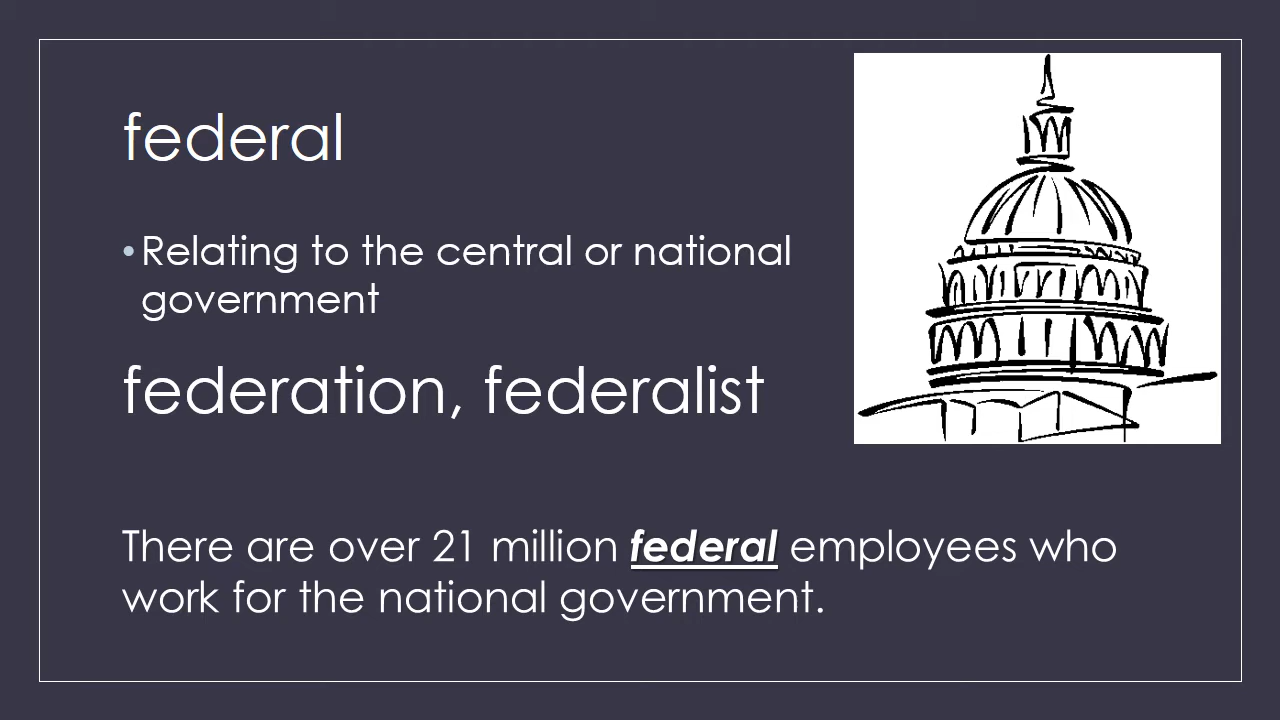 federal
• Relating to the central or national
government
federation, federalist
There are over 21 million federal employees who
work for the national government.